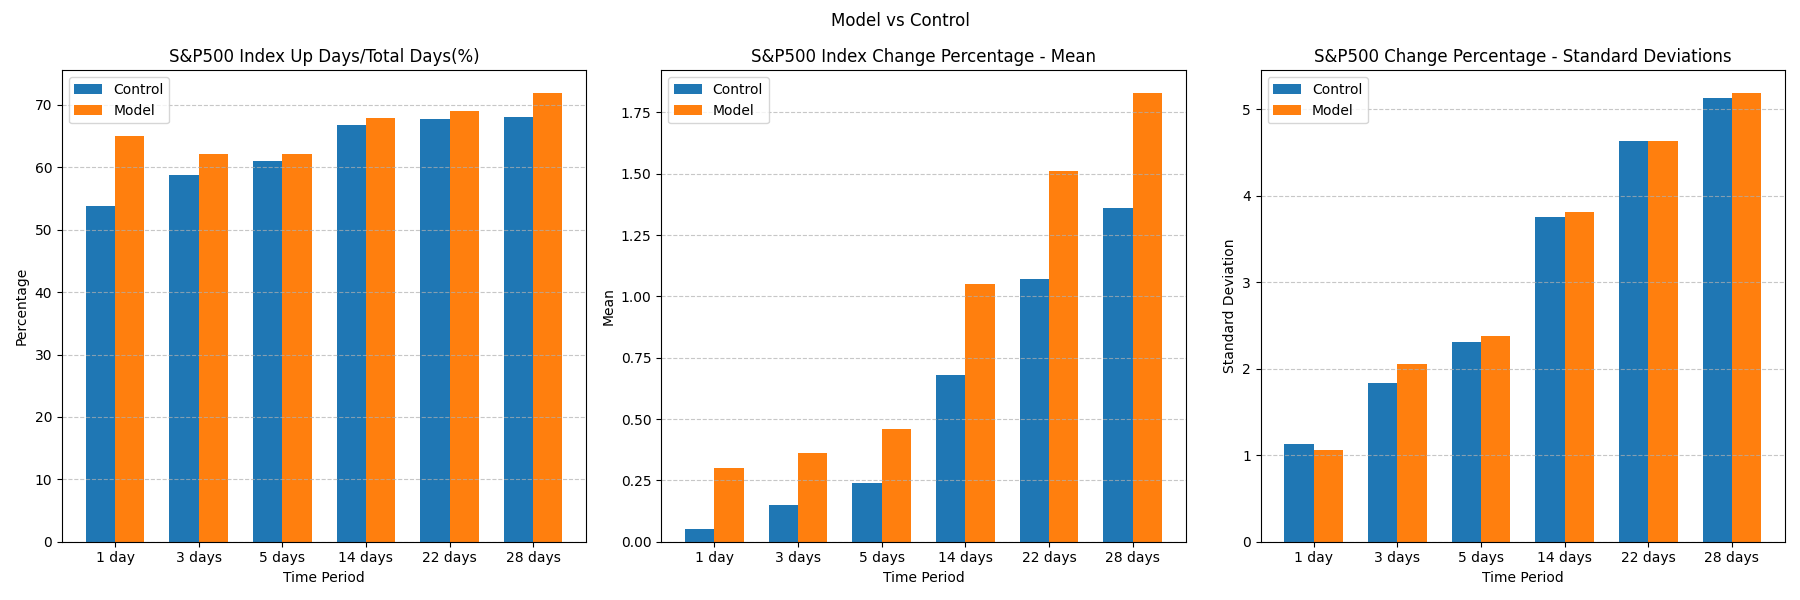 Model vs Control
S&P500 Index Up Days/Total Days(%)
Control
Model
70
60
50
40
30
20
10
0
Percentage
1 day 3 days 5 days 14 days 22 days 28 days
Time Period
S&P500 Index Change Percentage - Mean
Control
Model
1.75
1.50
1.25
1.00
0.75
0.50
0.25
0.00
Mean
1 day 3 days 5 days 14 days 22 days 28 days
Time Period
S&P500 Change Percentage - Standard Deviations
Control
Model
5
4
3
2
1
0
Standard Deviation
1 day 3 days 5 days 14 days 22 days 28 days
Time Period